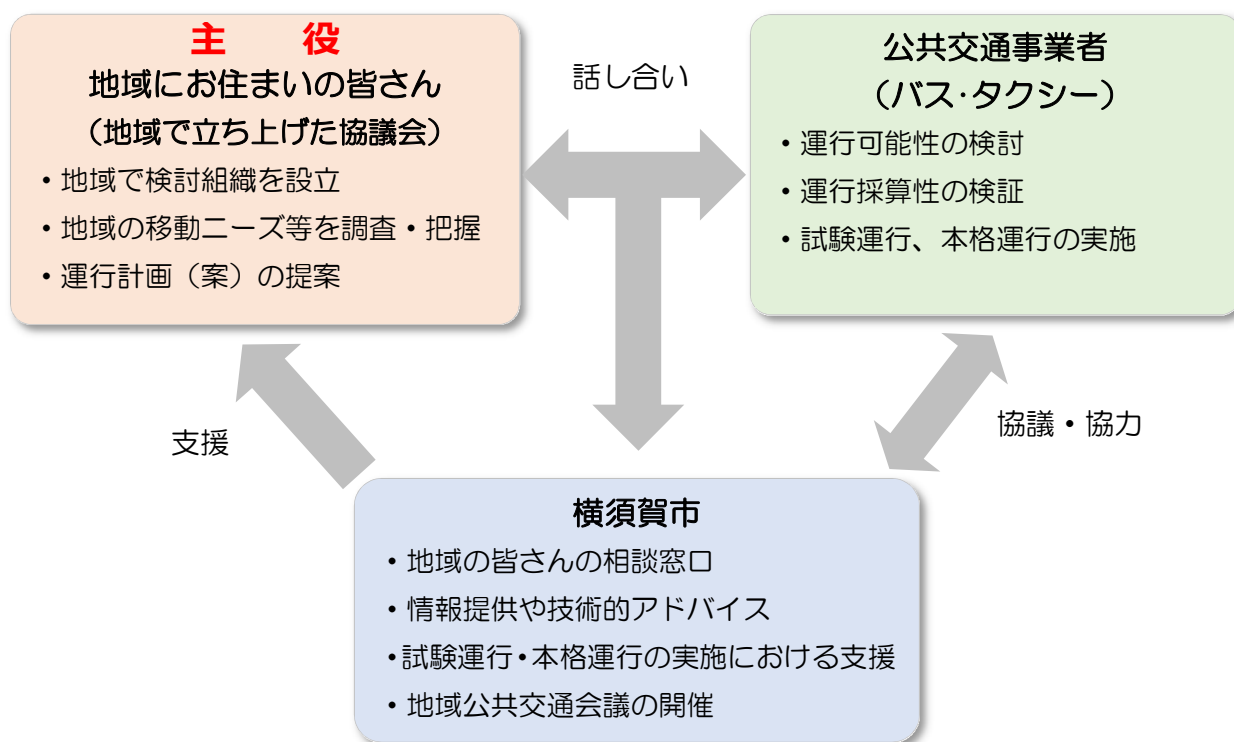 主　役
地域にお住まいの皆さん
（地域で立ち上げた協議会）
・地域で検討組織を設立
・地域の移動ニーズ等を調査・把握
・運行計画（案）の提案
話し合い
公共交通事業者
（バス・タクシー）
・運行可能性の検討
・運行採算性の検証
・試験運行、本格運行の実施
支援
協議・協力
横須賀市
・地域の皆さんの相談窓口
・情報提供や技術的アドバイス
・試験運行・本格運行の実施における支援
・地域公共交通会議の開催